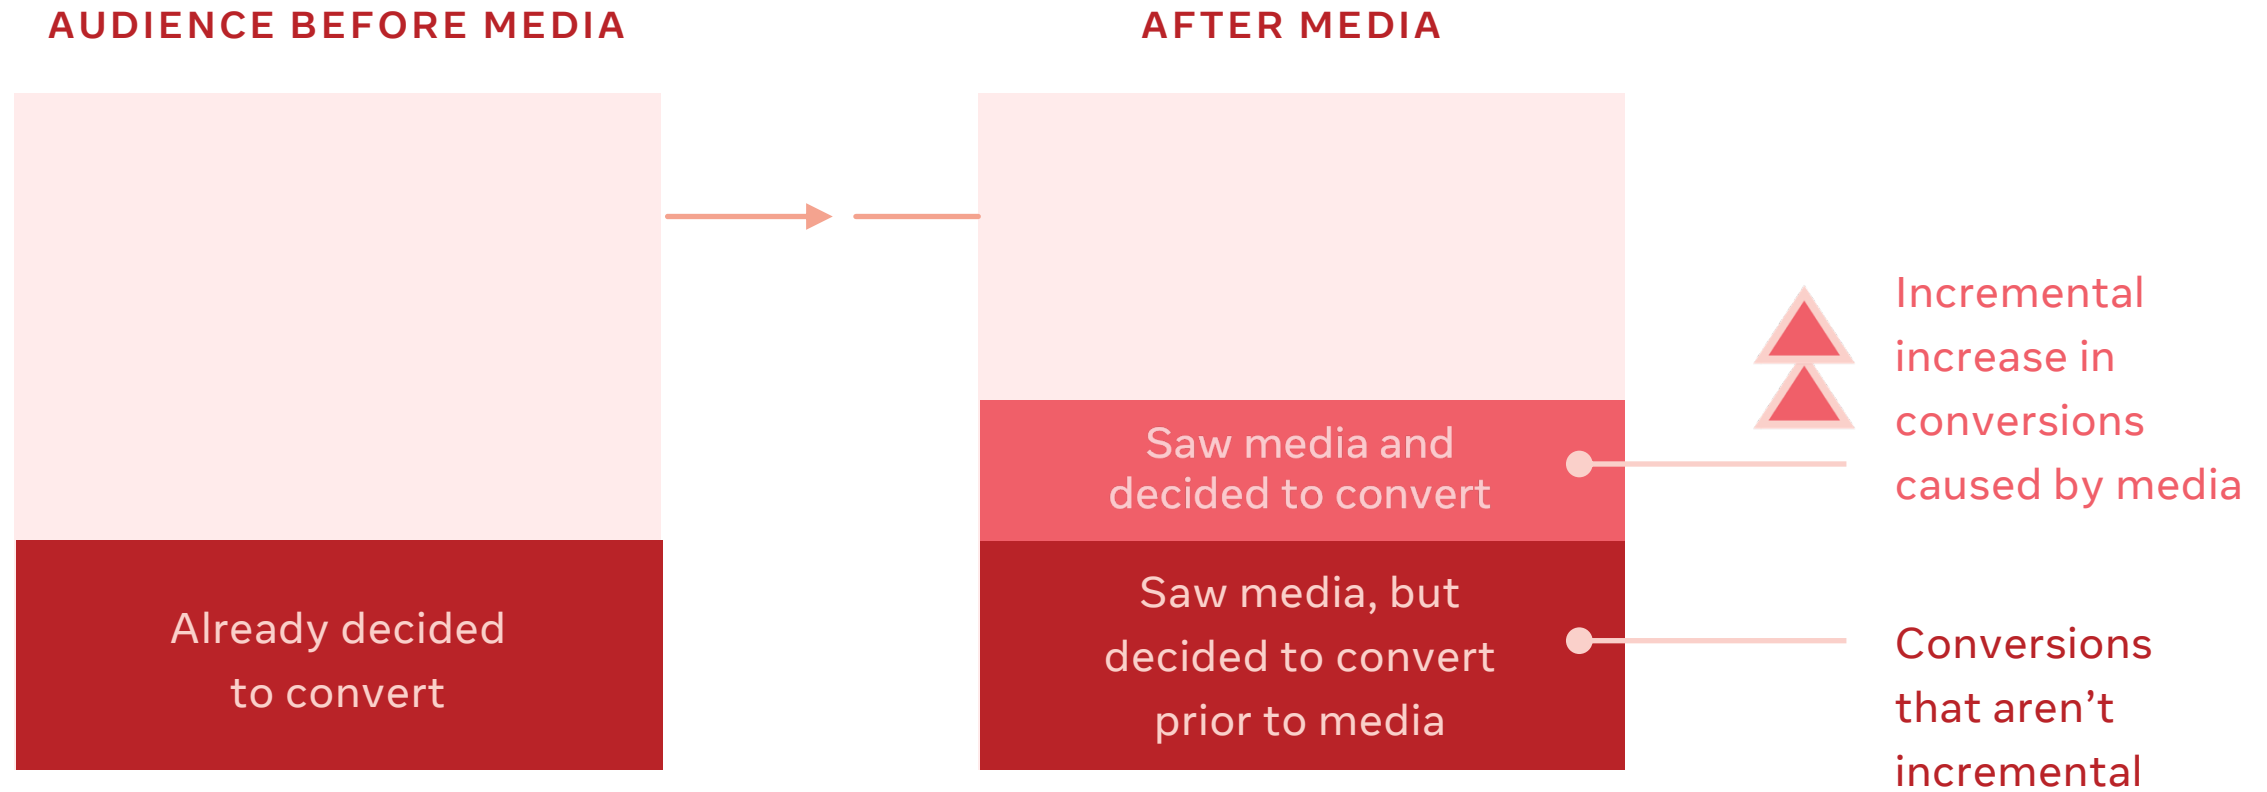 AUDIENCE BEFORE MEDIA
AFTER MEDIA
Already decided
to convert
Saw media and
decided to convert
Saw media, but
decided to convert
prior to media
Incremental
increase in
conversions
caused by media
Conversions
that aren’t
incremental